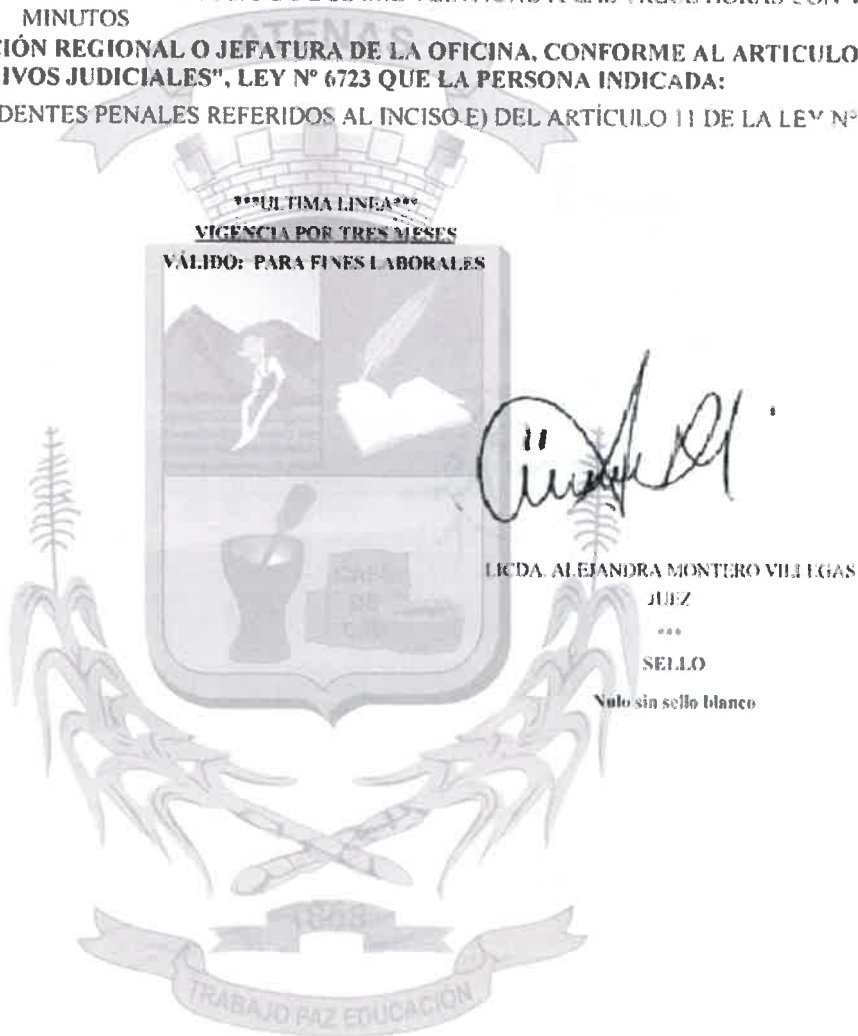 MINUTOS
CIÓN REGIONAL O JEFATURA DE LA OFICINA, CONFORME AL ARTICULO
IVOS JUDICIALES", LEY Nº 6723 QUE LA PERSONA INDICADA:
DENTES PENALES REFERIDOS AL INCISO E) DEL ARTÍCULO 11 DE LA LEY Nº
ATENAS
***ULTIMA LINEA***
VIGENCIA POR TRES MESES
VÁLIDO: PARA FINES LABORALES
LICDA. ALEJANDRA MONTERO VILLEGAS
JUEZ
***
SELLO
Nulo sin sello blanco
1868
TRABAJO PAZ EDUCACIÓN